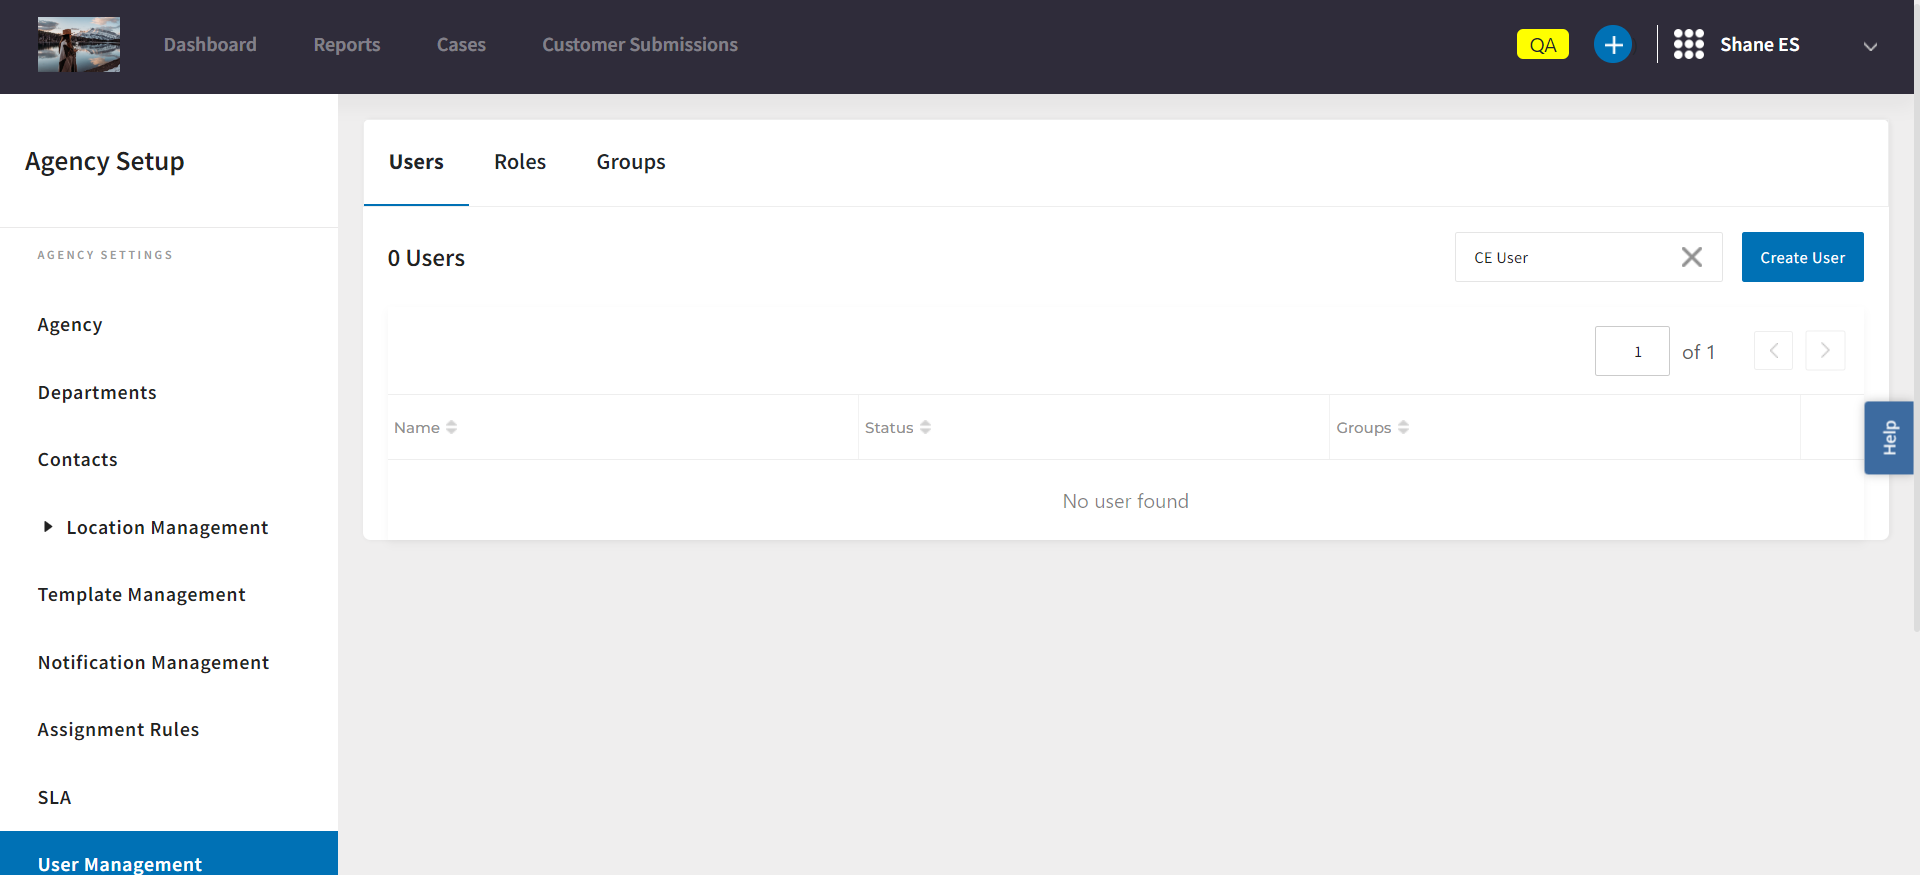 Dashboard Reports Cases Customer Submissions QA Shane ES
Agency Setup
AGENCY SETTINGS
Agency
Departments
Contacts
Location Management
Template Management
Notification Management
Assignment Rules
SLA
User Management
Users Roles Groups
0 Users CE User Create User
1 of 1
Name Status Groups
No user found
Help